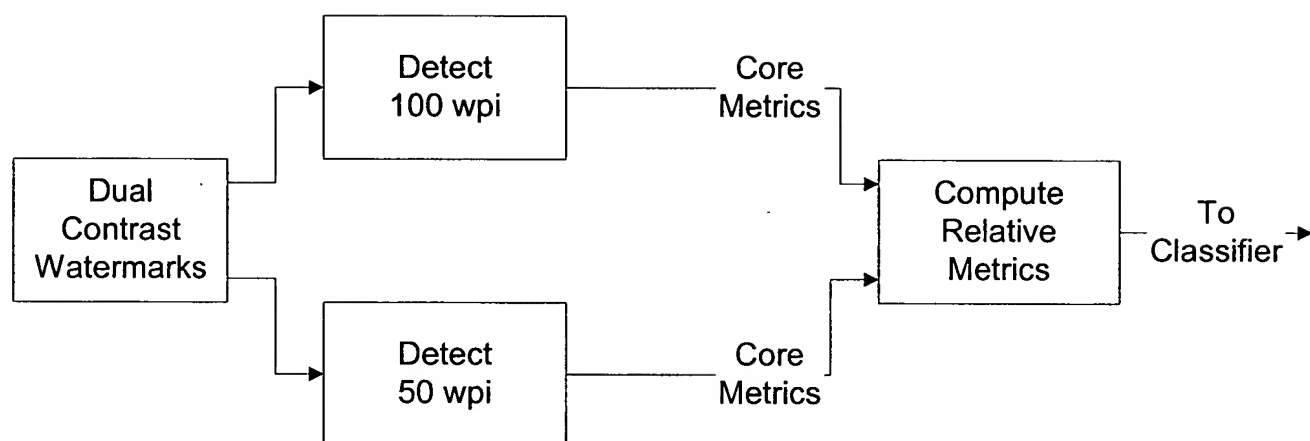 Detect
100 wpi
Core
Metrics
Dual
Contrast
Watermarks
Compute
Relative
Metrics
To
Classifier
Detect
50 wpi
Core
Metrics